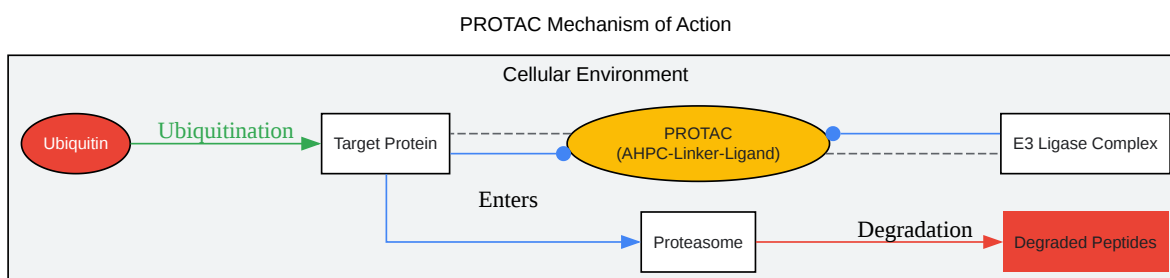 PROTAC Mechanism of Action
Cellular Environment
Ubiquitin
Ubiquitination
Target Protein
PROTAC
(AHPC-Linker-Ligand)
E3 Ligase Complex
Enters
Proteasome
Degradation
Degraded Peptides